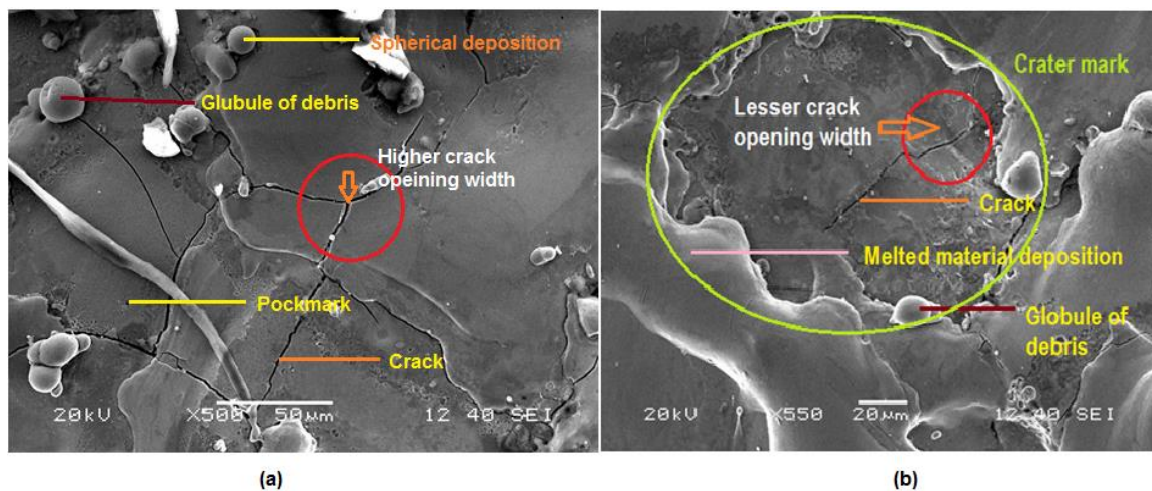 Spherical deposition
Glubule of debris
Higher crack
opeining width
Pockmark
Crack
20kV X500 50µm 12 40 SEI
(a)
Crater mark
Lesser crack
opening width
Crack
Melted material deposition
Globule of
debris
20kV X550 20µm 12 40 SEI
(b)